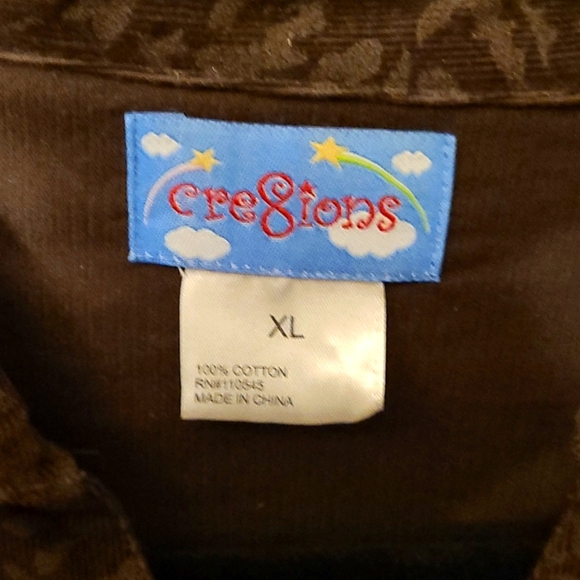 cre8ions
XL
100% COTTON
RN#110545
MADE IN CHINA